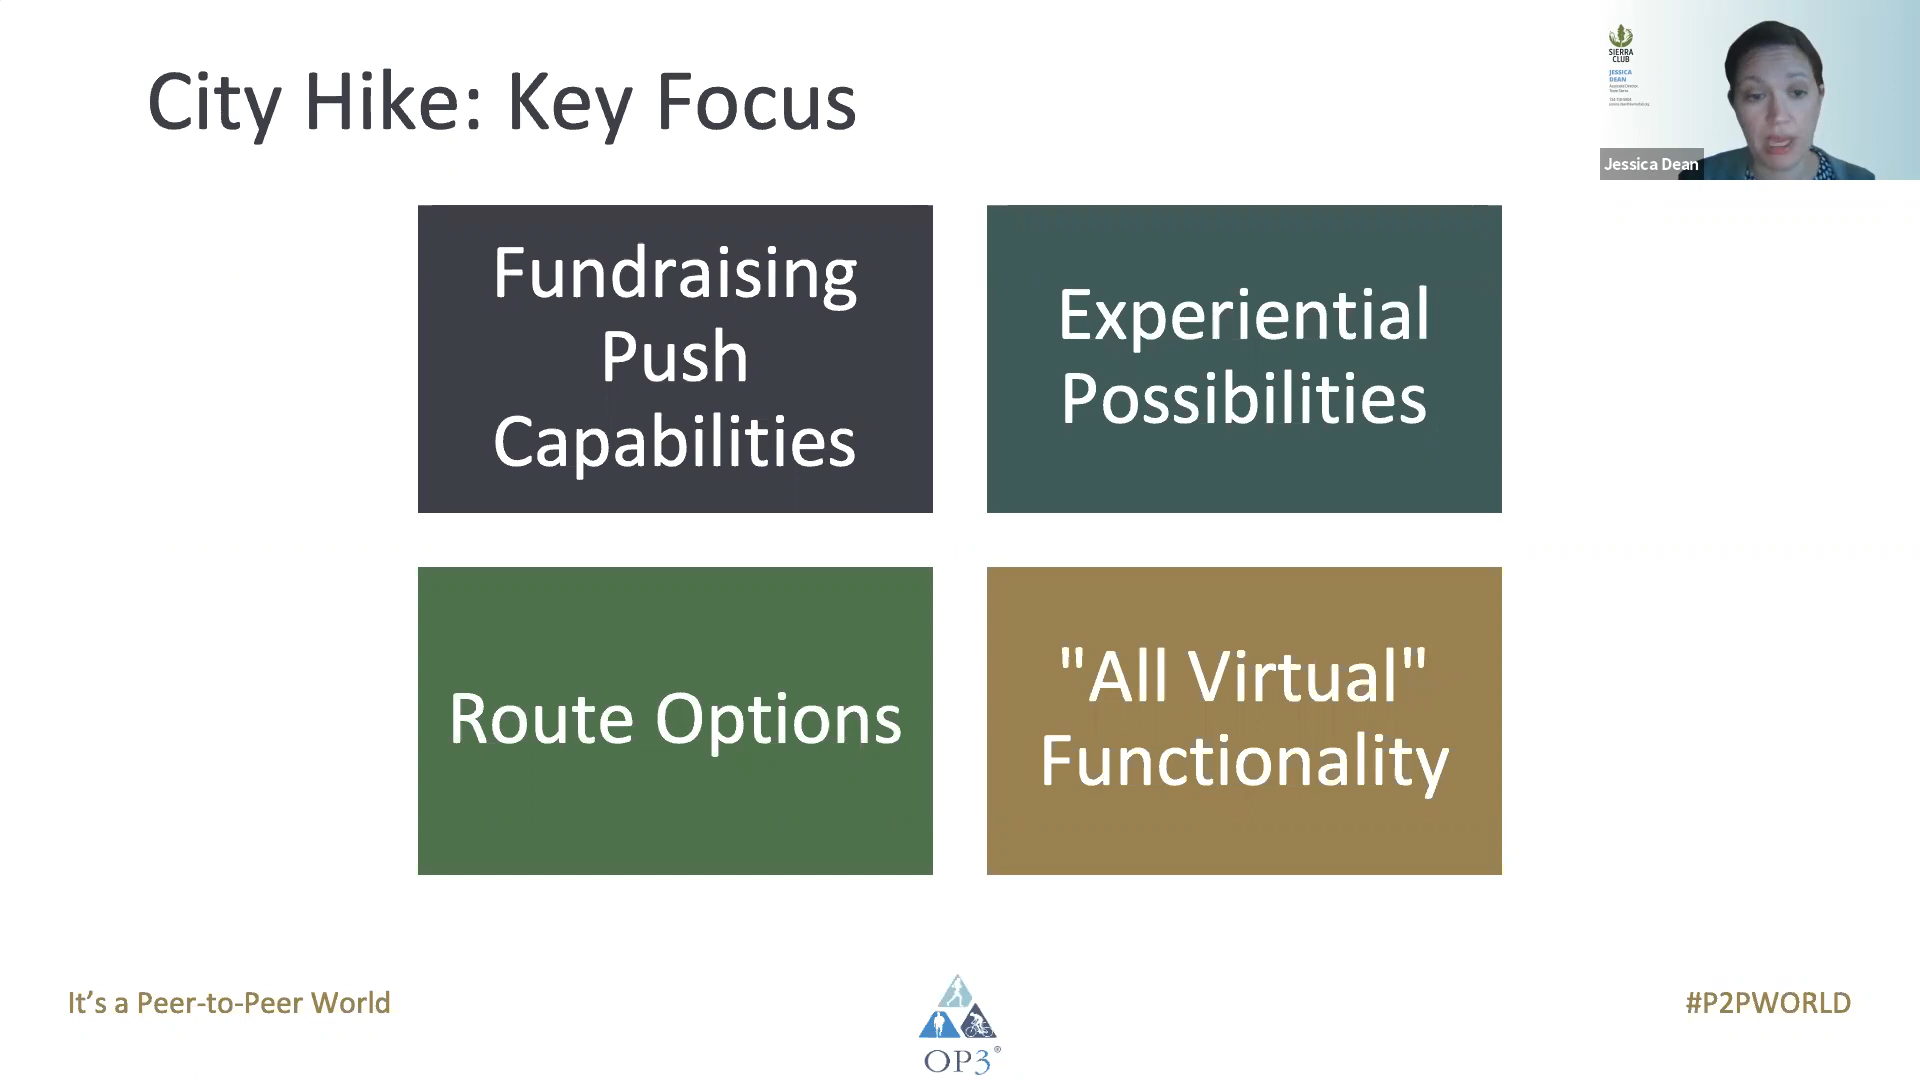 City Hike: Key Focus
SIERRA
CLUB
JESSICA
DEAN
Jessica Dean
Fundraising
Push
Capabilities
Experiential
Possibilities
Route Options
"All Virtual"
Functionality
It’s a Peer-to-Peer World
OP3®
#P2PWORLD